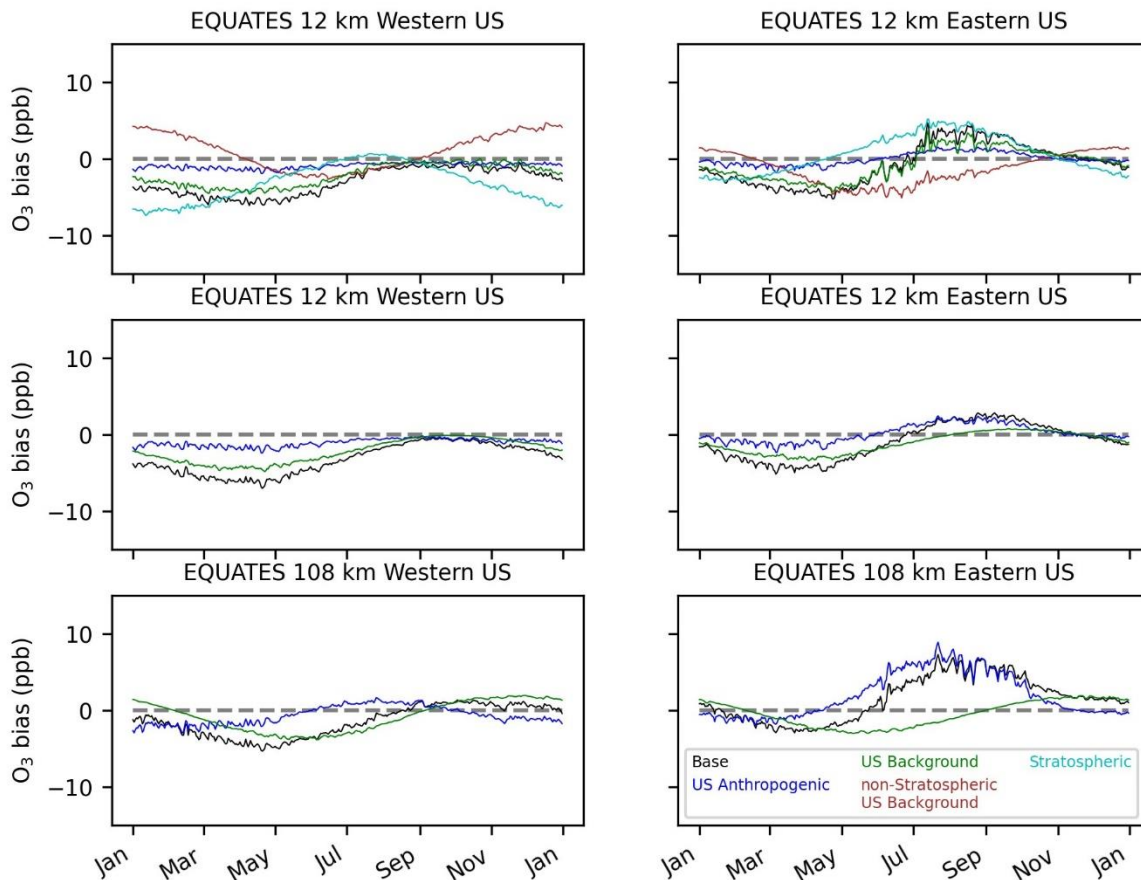 EQUATES 12 km Western US
EQUATES 12 km Eastern US
O₃ bias (ppb)
10
0
−10
EQUATES 12 km Western US
EQUATES 12 km Eastern US
O₃ bias (ppb)
10
0
−10
EQUATES 108 km Western US
EQUATES 108 km Eastern US
O₃ bias (ppb)
10
0
−10
Base
US Background
Stratospheric
US Anthropogenic
non-Stratospheric
US Background
Jan
Mar
May
Jul
Sep
Nov
Jan
Jan
Mar
May
Jul
Sep
Nov
Jan